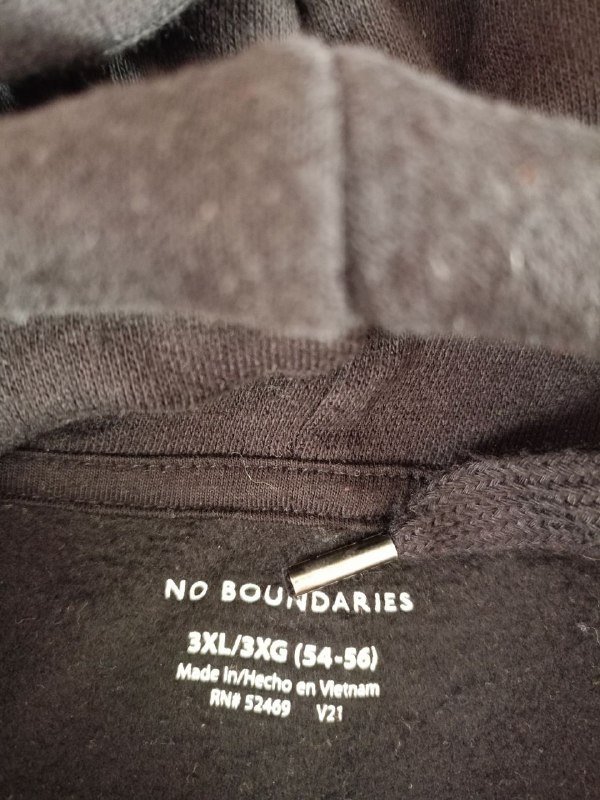 NO BOUNDARIES
3XL/3XG (54-56)
Made in/Hecho en Vietnam
RN# 52469 V21